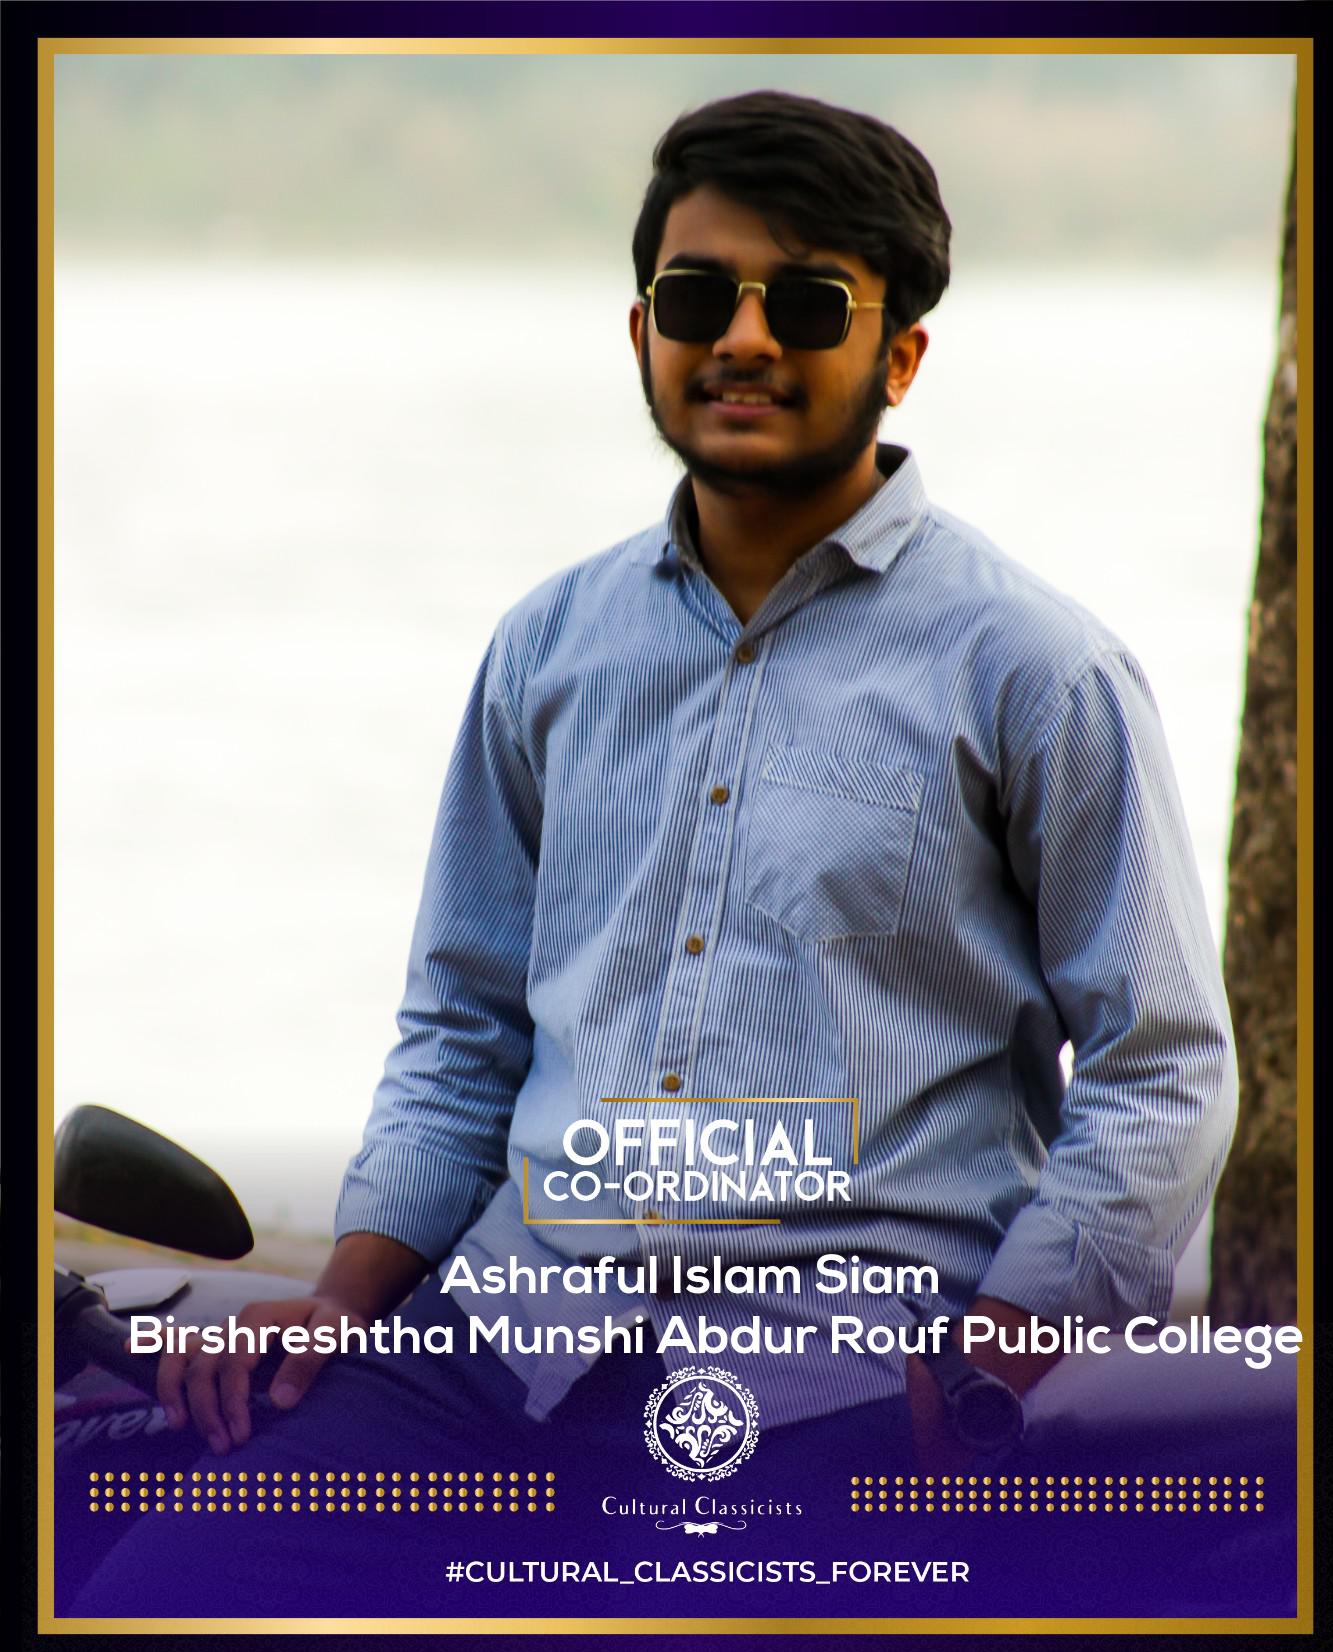 OFFICIAL
CO-ORDINATOR
Ashraful Islam Siam
Birshreshtha Munshi Abdur Rouf Public College
Cultural Classicists
#CULTURAL_CLASSICISTS_FOREVER